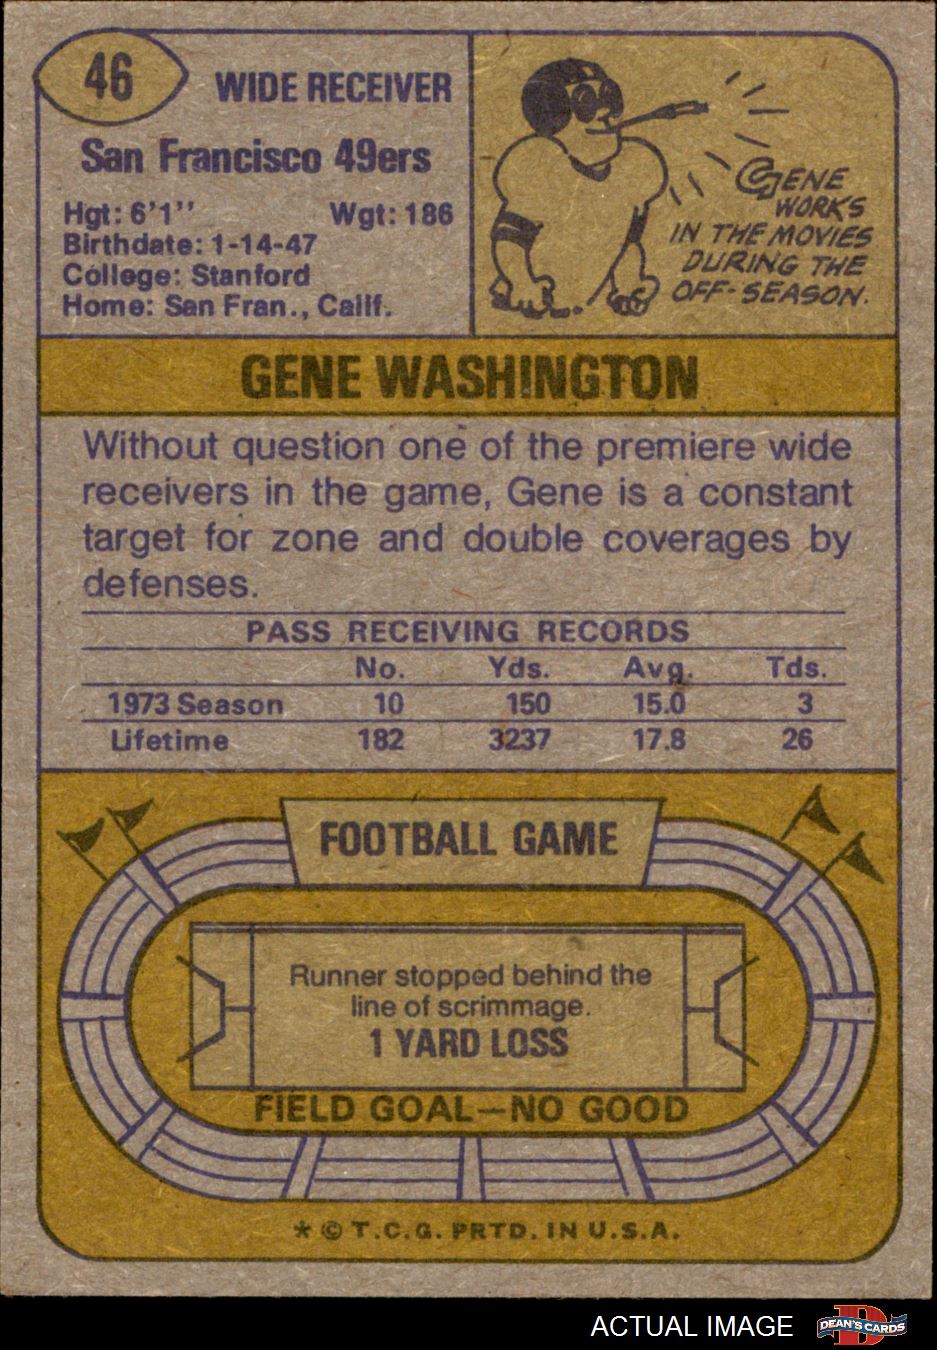 46
WIDE RECEIVER
San Francisco 49ers
Hgt: 6'1'' Wgt: 186
Birthdate: 1-14-47
College: Stanford
Home: San Fran., Calif.
GENE
WORKS
IN THE MOVIES
DURING THE
OFF-SEASON.
GENE WASHINGTON
Without question one of the premiere wide
receivers in the game, Gene is a constant
target for zone and double coverages by
defenses.
PASS RECEIVING RECORDS
No. Yds. Avg. Tds.
1973 Season 10 150 15.0 3
Lifetime 182 3237 17.8 26
FOOTBALL GAME
Runner stopped behind the
line of scrimmage.
1 YARD LOSS
FIELD GOAL—NO GOOD
* © T.C.G. PRTD. IN U.S.A.
ACTUAL IMAGE
D
DEAN'S CARDS